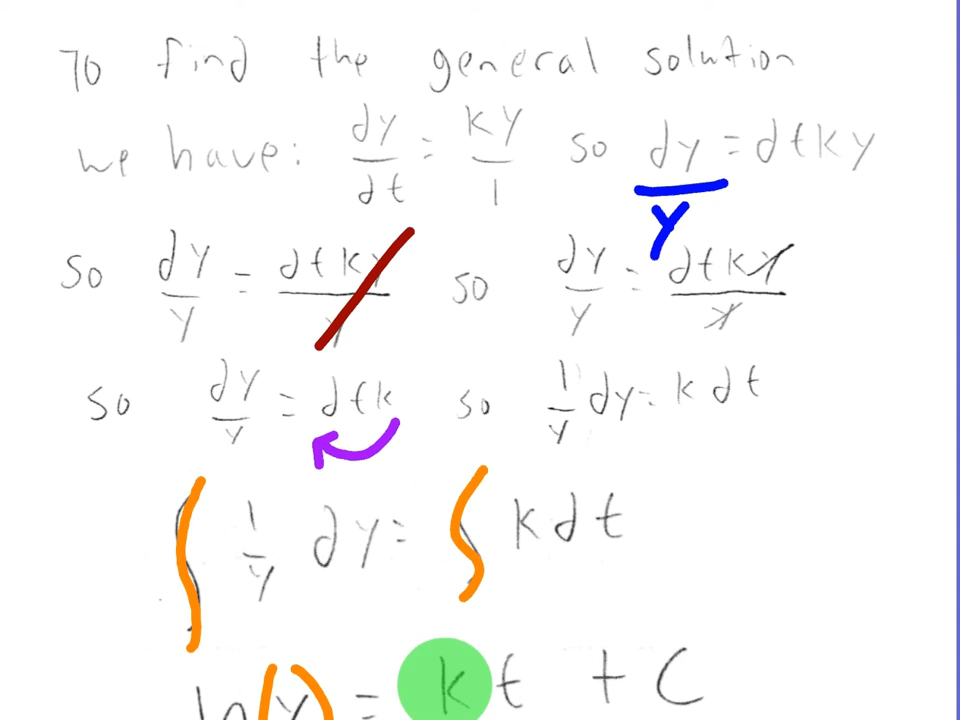 To find the general solution
we have: dy/dt = ky/1 so dy = dtky
y
so dy/y = dtky/y so dy/y = dtky/y
so dy/y = dtk so 1/y dy = k dt
∫ 1/y dy = ∫ k dt
ln(y) = kt + C